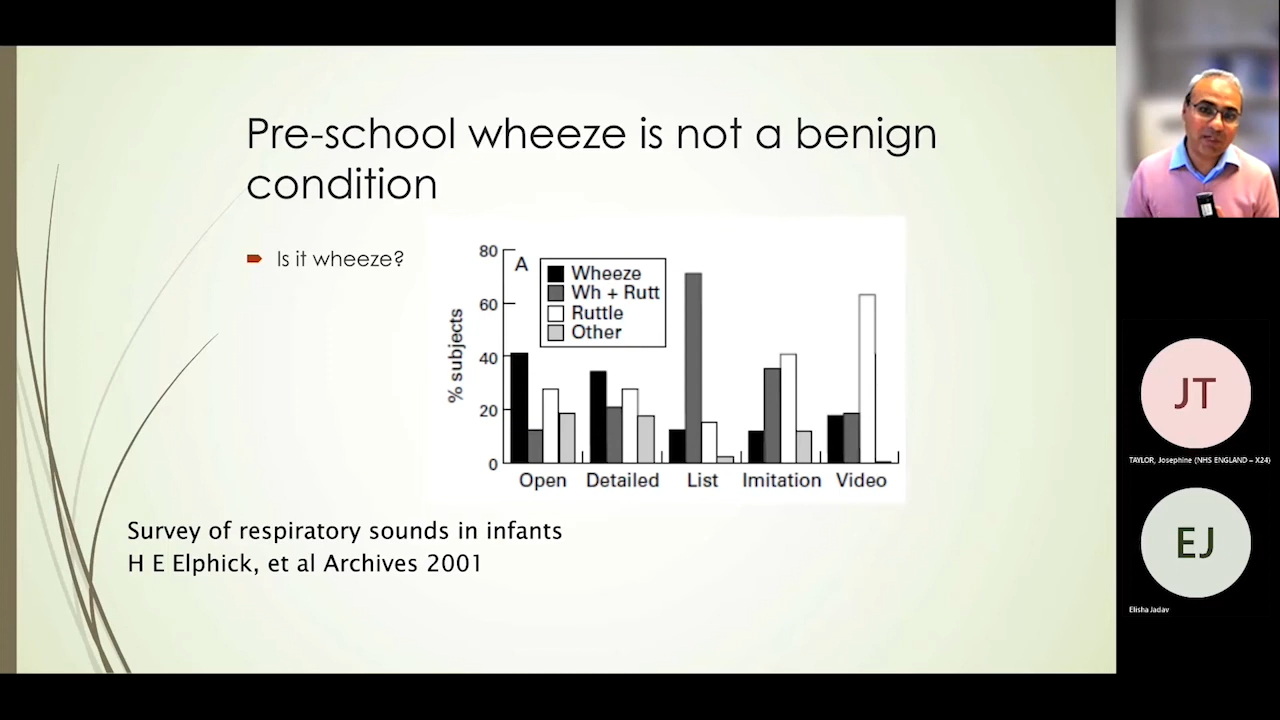 Pre-school wheeze is not a benign
condition
Is it wheeze?
80
60
40
20
0
% subjects
A
Wheeze
Wh + Rutt
Ruttle
Other
Open
Detailed
List
Imitation
Video
Survey of respiratory sounds in infants
H E Elphick, et al Archives 2001
JT
TAYLOR, Josephine (NHS ENGLAND – X24)
EJ
Elisha Jadav